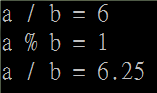 a / b = 6
a % b = 1
a / b = 6.25